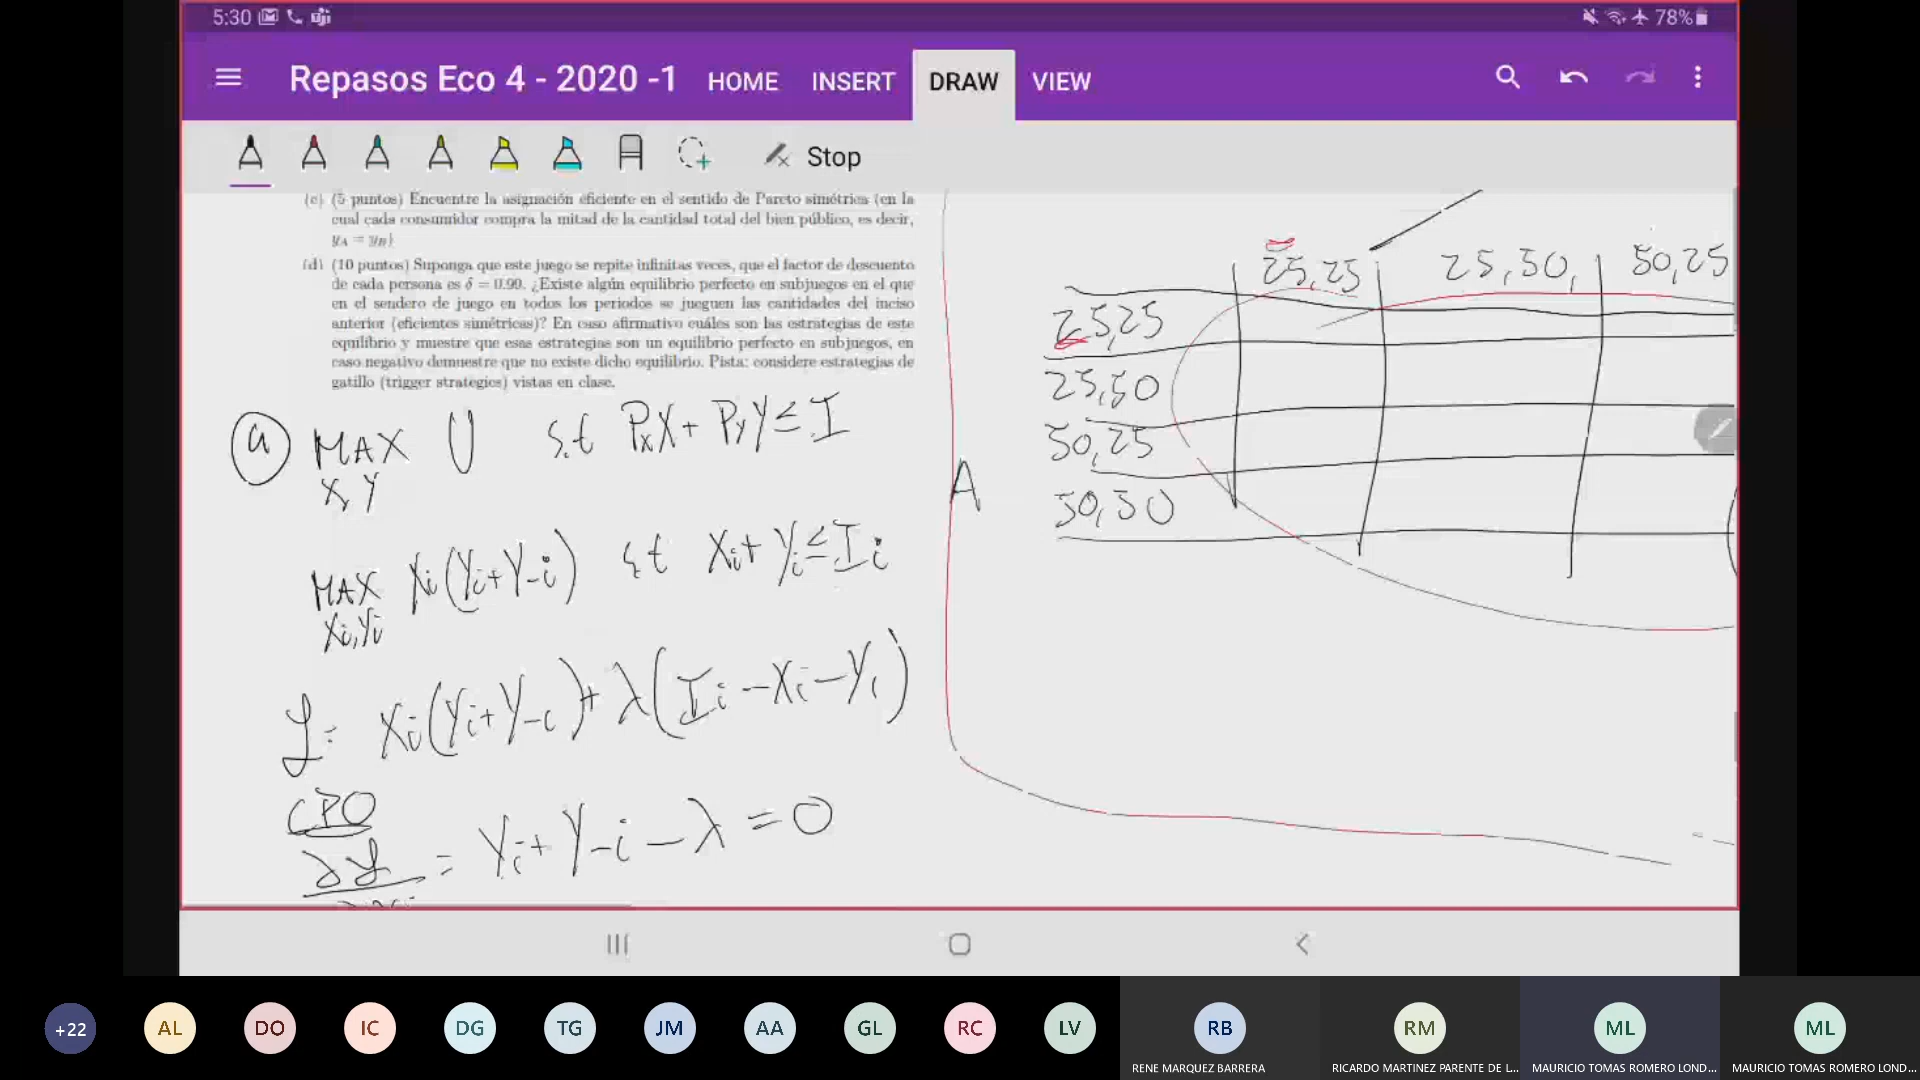 5:30
78%
Repasos Eco 4 - 2020 -1 HOME INSERT DRAW VIEW
Stop
(c) (5 puntos) Encuentre la asignación eficiente en el sentido de Pareto simétrica (en la
cual cada consumidor compra la mitad de la cantidad total del bien público, es decir,
yA = yB)
(d) (10 puntos) Suponga que este juego se repite infinitas veces, que el factor de descuento
de cada persona es δ = 0.90. ¿Existe algún equilibrio perfecto en subjuegos en el que
en el sendero de juego en todos los periodos se jueguen las cantidades del inciso
anterior (eficientes simétricas)? En caso afirmativo cuáles son las estrategias de este
equilibrio y muestre que esas estrategias son un equilibrio perfecto en subjuegos, en
caso negativo demuestre que no existe dicho equilibrio. Pista: considere estrategias de
gatillo (trigger strategies) vistas en clase.
a MAX U s.t PxX + PyY ≤ I
X, Y
MAX Xi(Yi+Y-i) st Xi + Yi ≤ Ii
Xi,Yi
L = Xi(Yi+Y-i) + λ(Ii - Xi - Yi)
CPO
∂L = Yi + Y-i - λ = 0
25,25 25,50, 50,25
25,25
25,50
50,25
A
50,50
+22 AL DO IC DG TG JM AA GL RC LV RB RM ML ML
RENE MARQUEZ BARRERA RICARDO MARTINEZ PARENTE DE L... MAURICIO TOMAS ROMERO LOND... MAURICIO TOMAS ROMERO LOND...